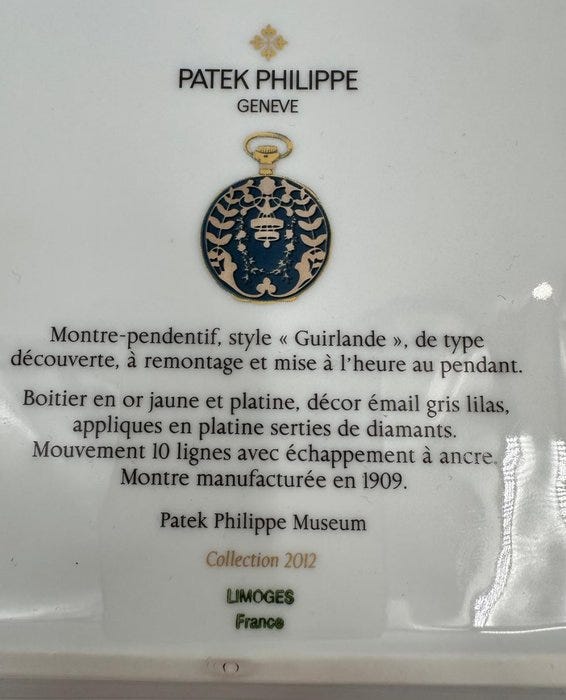 PATEK PHILIPPE
GENEVE
Montre-pendentif, style « Guirlande », de type
découverte, à remontage et mise à l'heure au pendant.
Boitier en or jaune et platine, décor émail gris lilas,
appliques en platine serties de diamants.
Mouvement 10 lignes avec échappement à ancre.
Montre manufacturée en 1909.
Patek Philippe Museum
Collection 2012
LIMOGES
France